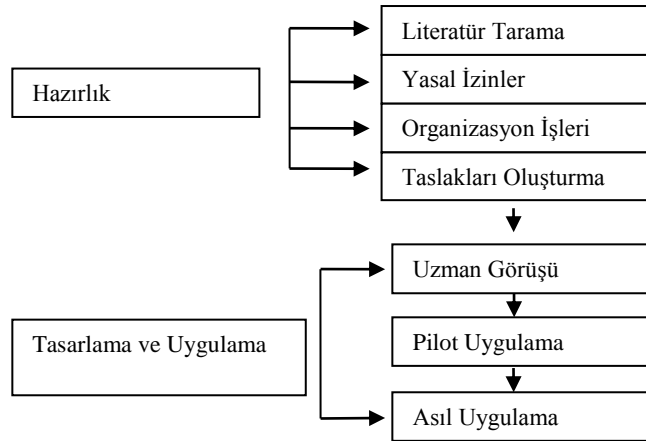 Literatür Tarama
Yasal İzinler
Hazırlık
Organizasyon İşleri
Taslakları Oluşturma
Uzman Görüşü
Tasarlama ve Uygulama
Pilot Uygulama
Asıl Uygulama